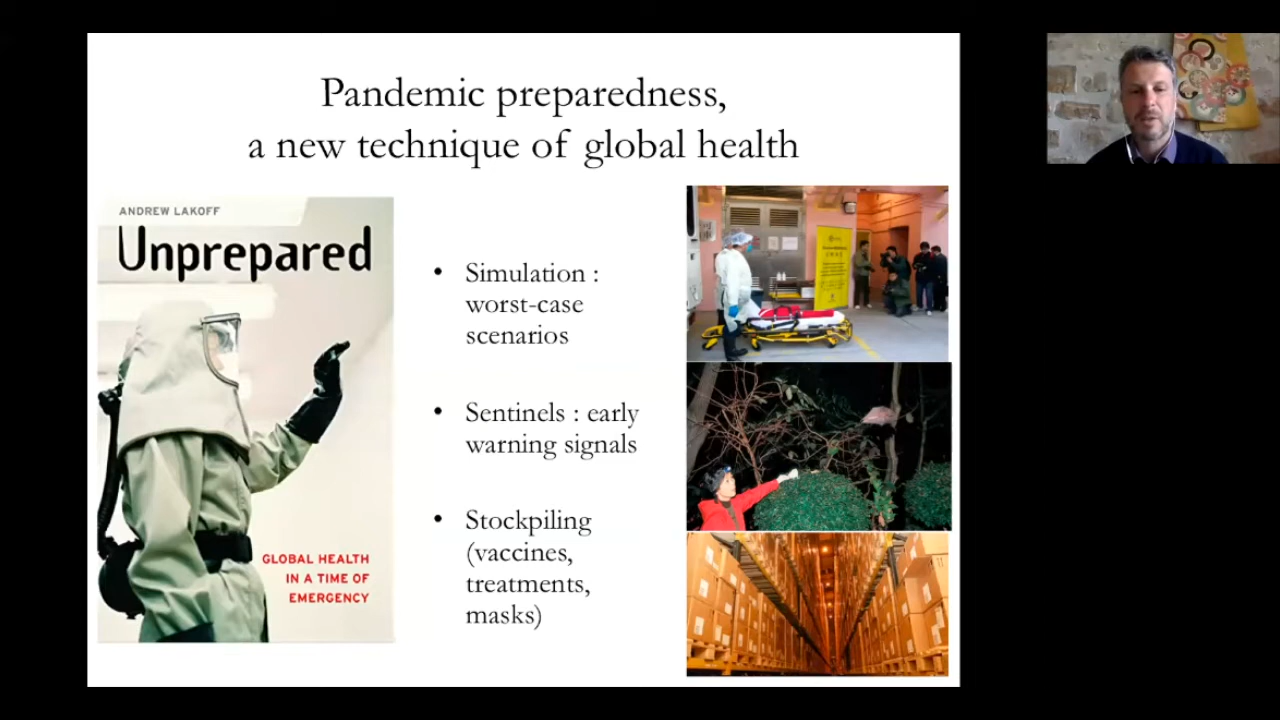 Pandemic preparedness,
a new technique of global health
ANDREW LAKOFF
Unprepared
GLOBAL HEALTH
IN A TIME OF
EMERGENCY
• Simulation :
worst-case
scenarios
• Sentinels : early
warning signals
• Stockpiling
(vaccines,
treatments,
masks)